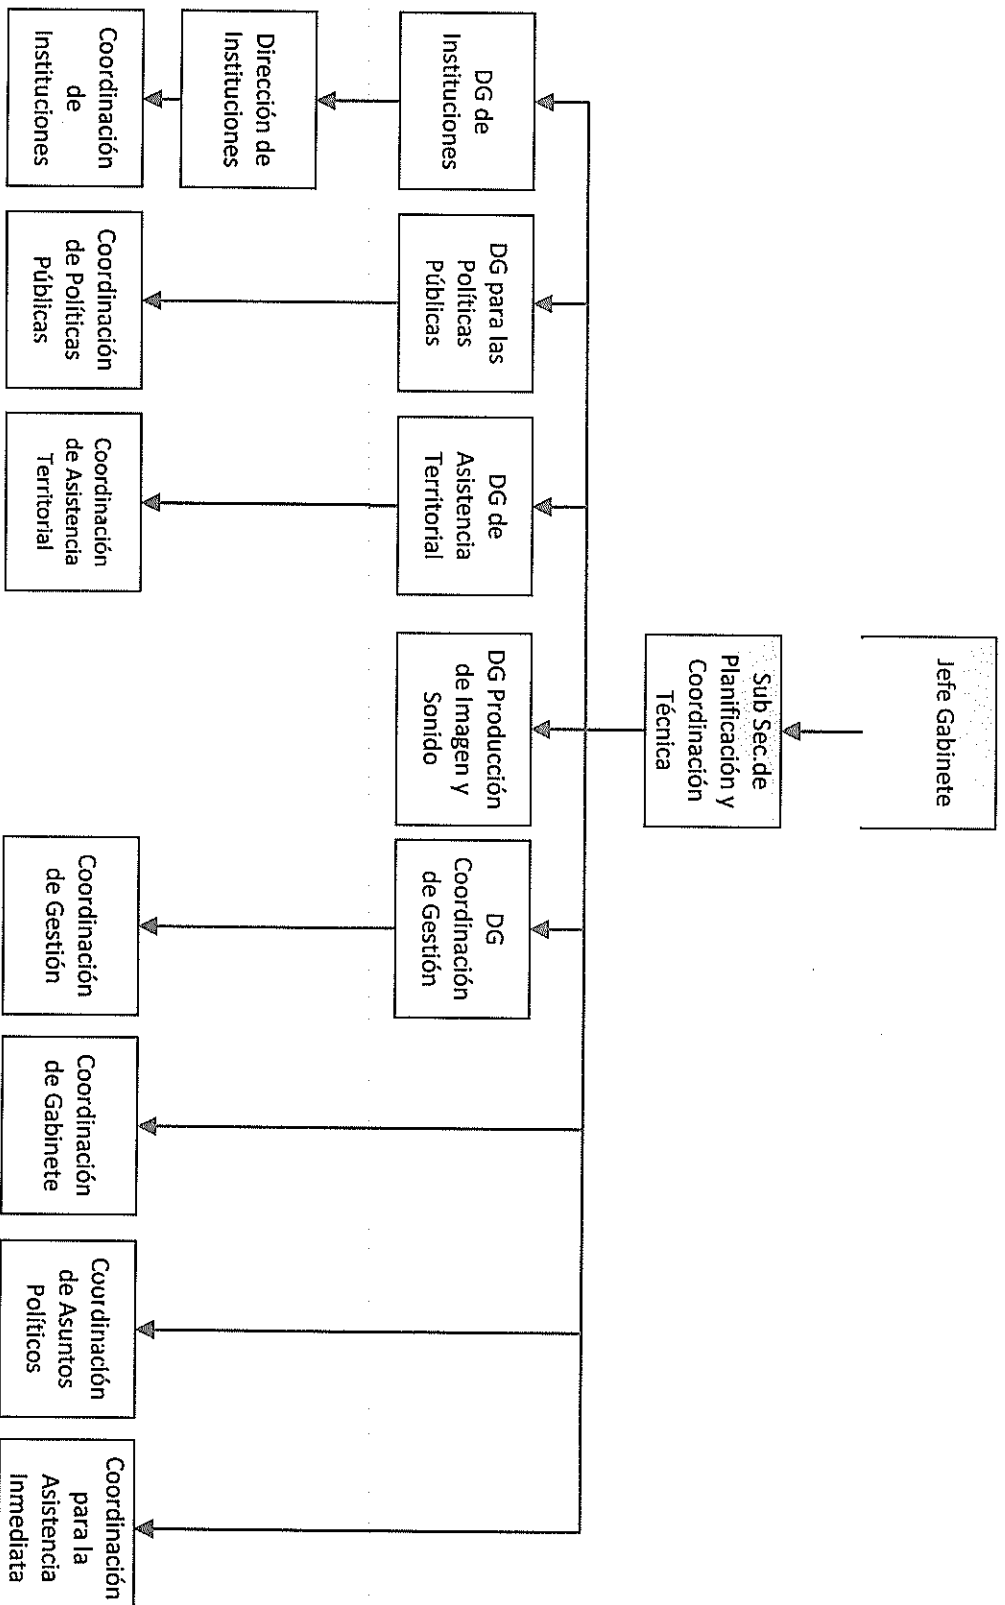 Jefe Gabinete
Sub Sec.de
Planificación y
Coordinación
Técnica
DG de
Instituciones
DG para las
Políticas
Públicas
DG de
Asistencia
Territorial
DG Producción
de Imagen y
Sonido
DG
Coordinación
de Gestión
Dirección de
Instituciones
Coordinación
de
Instituciones
Coordinación
de Políticas
Públicas
Coordinación
de Asistencia
Territorial
Coordinación
de Gestión
Coordinación
de Gabinete
Courdinación
de Asuntos
Políticos
Coordinación
para la
Asistencia
Inmediata